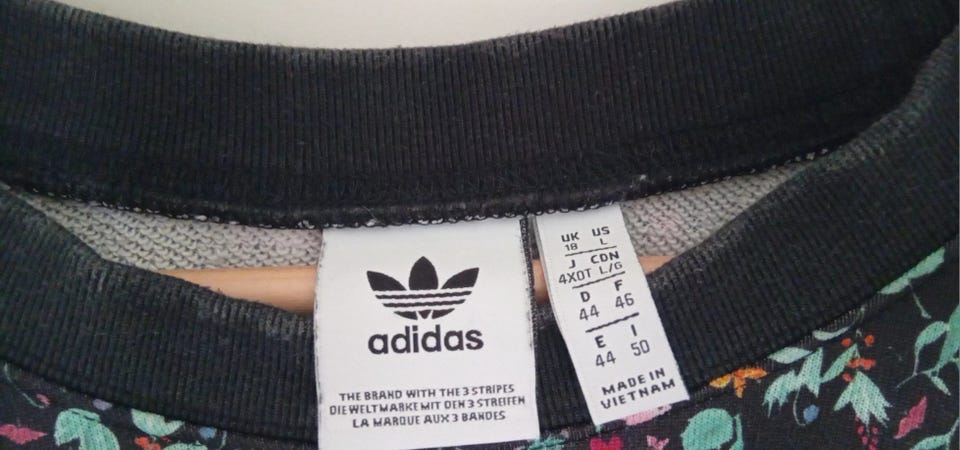 adidas
THE BRAND WITH THE 3 STRIPES
DIE WELTMARKE MIT DEN 3 STREIFEN
LA MARQUE AUX 3 BANDES
UK US
18 L
J CDN
4XOT L/G
D F
44 46
E I
44 50
MADE IN
VIETNAM